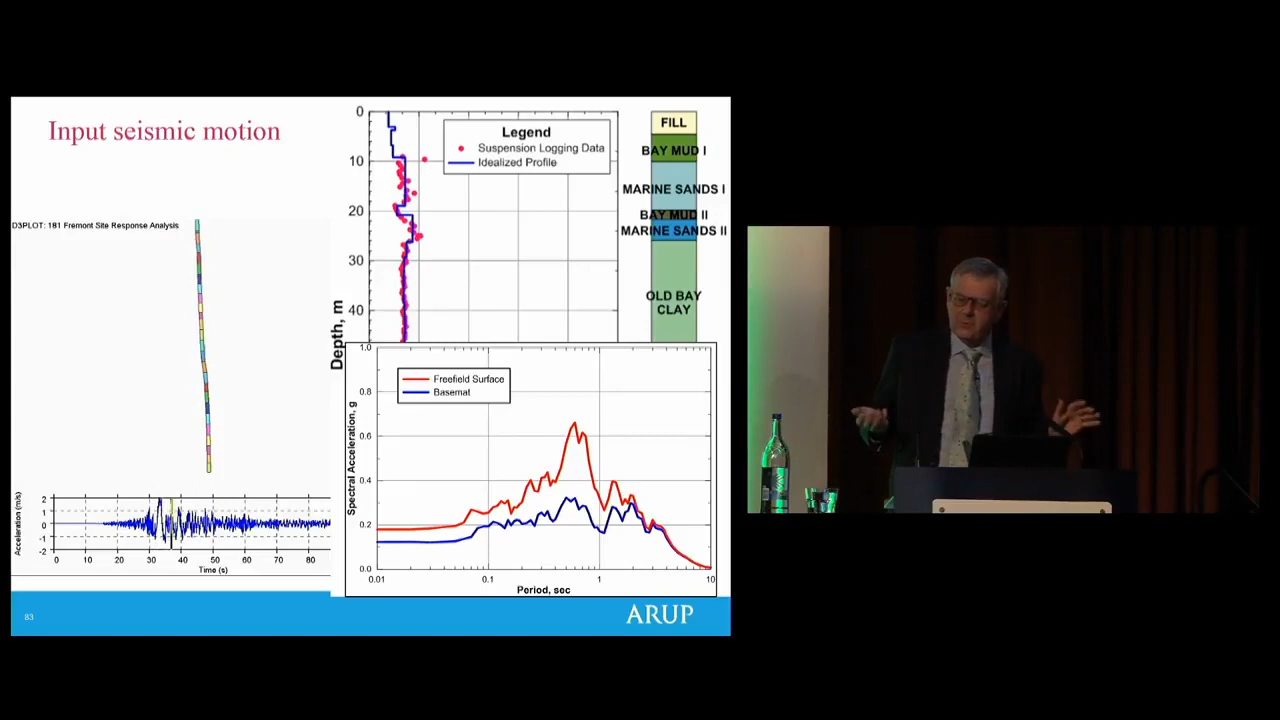 Input seismic motion
D3PLOT: 181 Fremont Site Response Analysis
Acceleration (m/s)
2
1
0
-1
-2
0 10 20 30 40 50 60 70 80
Time (s)
Depth, m
0
10
20
30
40
Legend
Suspension Logging Data
Idealized Profile
FILL
BAY MUD I
MARINE SANDS I
BAY MUD II
MARINE SANDS II
OLD BAY
CLAY
Spectral Acceleration, g
1.0
0.8
0.6
0.4
0.2
0.0
Freefield Surface
Basemat
0.01 0.1 1 10
Period, sec
83
ARUP